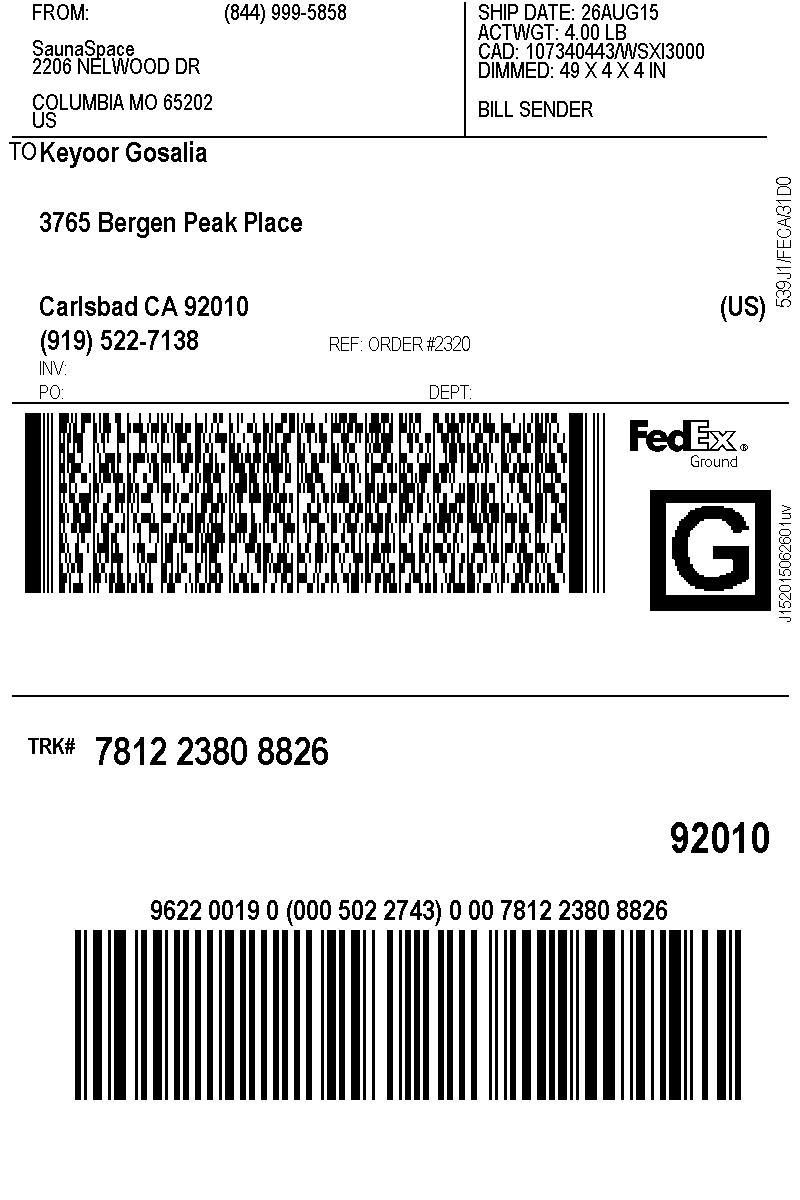 FROM: (844) 999-5858
SaunaSpace
2206 NELWOOD DR
COLUMBIA MO 65202
US
SHIP DATE: 26AUG15
ACTWGT: 4.00 LB
CAD: 107340443/WSXI3000
DIMMED: 49 X 4 X 4 IN
BILL SENDER
TO Keyoor Gosalia
3765 Bergen Peak Place
Carlsbad CA 92010 (US)
(919) 522-7138 REF: ORDER #2320
INV:
PO: DEPT:
539J1/FECA/31D0
FedEx®
Ground
G
J152015062601uv
TRK# 7812 2380 8826
92010
9622 0019 0 (000 502 2743) 0 00 7812 2380 8826